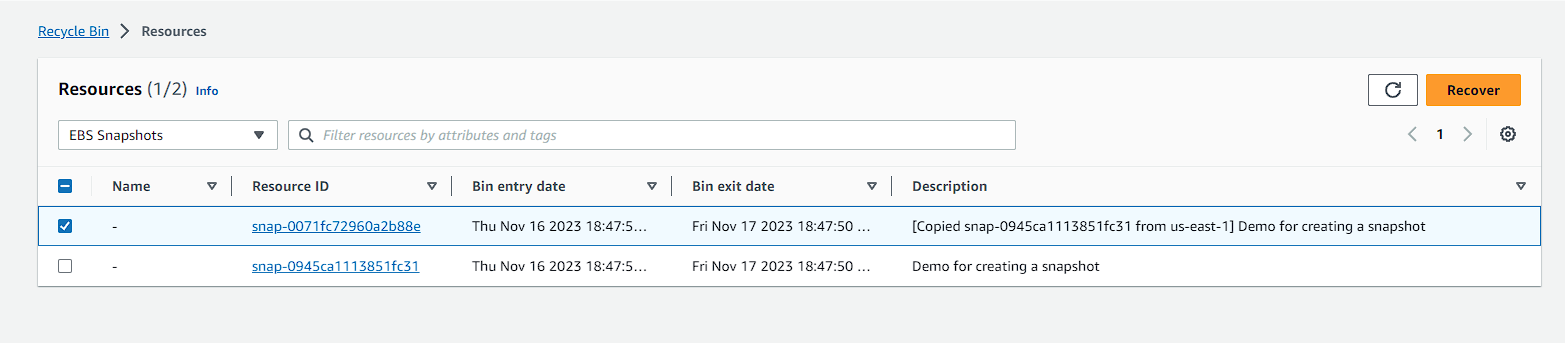 Recycle Bin > Resources
Resources (1/2) Info
Recover
EBS Snapshots
Filter resources by attributes and tags
1
Name Resource ID Bin entry date Bin exit date Description
- snap-0071fc72960a2b88e Thu Nov 16 2023 18:47:5... Fri Nov 17 2023 18:47:50 ... [Copied snap-0945ca1113851fc31 from us-east-1] Demo for creating a snapshot
- snap-0945ca1113851fc31 Thu Nov 16 2023 18:47:5... Fri Nov 17 2023 18:47:50 ... Demo for creating a snapshot